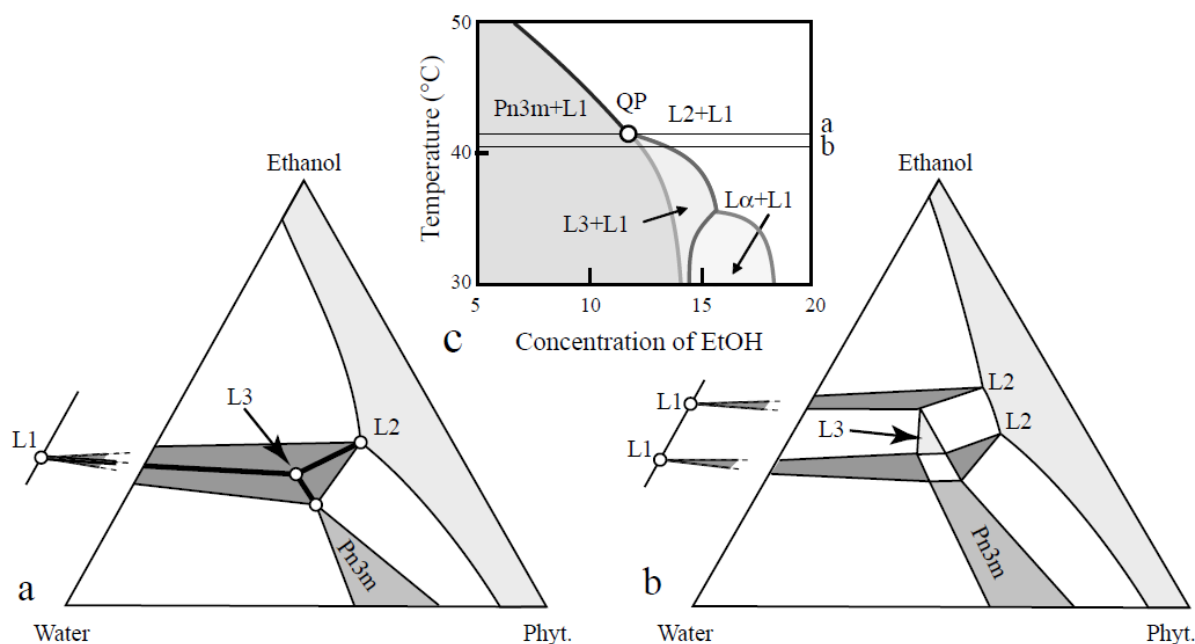 50
QP
Pn3m+L1
L2+L1
a
b
40
Temperature (°C)
Lα+L1
L3+L1
30
5
10
15
20
c
Concentration of EtOH
Ethanol
L3
L2
L1
Pn3m
a
Water
Phyt.
Ethanol
L2
L1
L2
L3
L1
Pn3m
b
Water
Phyt.